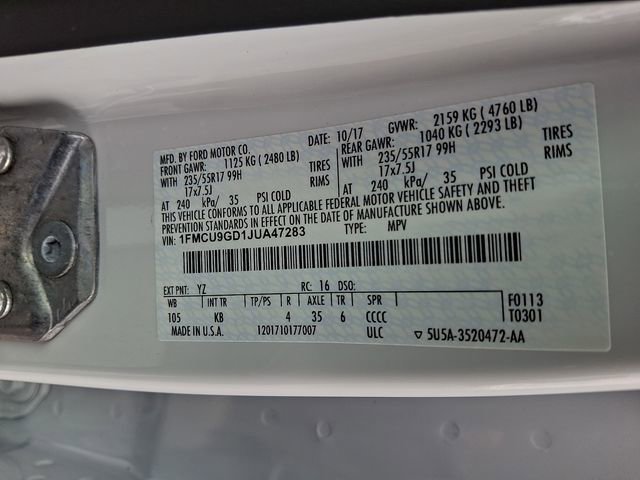 MFD. BY FORD MOTOR CO. DATE: 10/17 GVWR: 2159 KG ( 4760 LB)
FRONT GAWR: 1125 KG ( 2480 LB) REAR GAWR: 1040 KG ( 2293 LB)
WITH 235/55R17 99H TIRES WITH 235/55R17 99H TIRES
17x7.5J RIMS 17x7.5J RIMS
AT 240 kPa/ 35 PSI COLD AT 240 kPa/ 35 PSI COLD
THIS VEHICLE CONFORMS TO ALL APPLICABLE FEDERAL MOTOR VEHICLE SAFETY AND THEFT
PREVENTION STANDARDS IN EFFECT ON THE DATE OF MANUFACTURE SHOWN ABOVE.
VIN: 1FMCU9GD1JUA47283 TYPE: MPV
EXT PNT: YZ RC: 16 DSO: F0113
WB INT TR TP/PS R AXLE TR SPR T0301
105 KB 4 35 6 CCCC
MADE IN U.S.A. 1201710177007 ULC ▽ 5U5A-3520472-AA